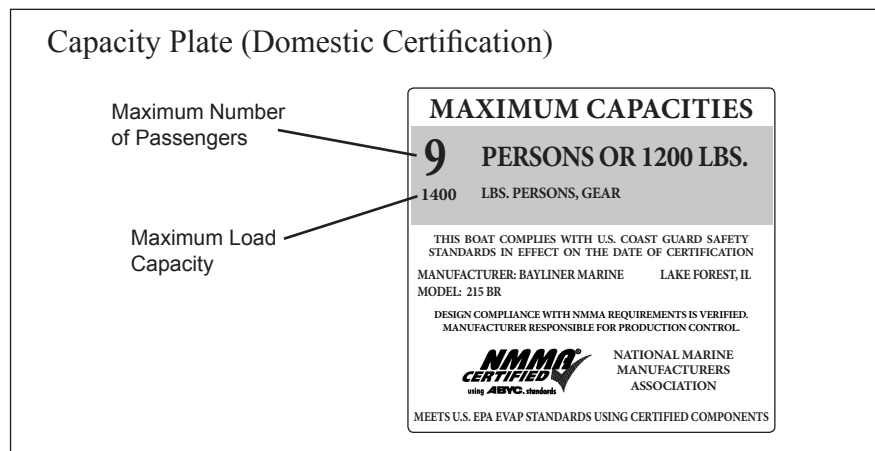 Capacity Plate (Domestic Certification)
Maximum Number
of Passengers
Maximum Load
Capacity
MAXIMUM CAPACITIES
9 PERSONS OR 1200 LBS.
1400 LBS. PERSONS, GEAR
THIS BOAT COMPLIES WITH U.S. COAST GUARD SAFETY
STANDARDS IN EFFECT ON THE DATE OF CERTIFICATION
MANUFACTURER: BAYLINER MARINE LAKE FOREST, IL
MODEL: 215 BR
DESIGN COMPLIANCE WITH NMMA REQUIREMENTS IS VERIFIED.
MANUFACTURER RESPONSIBLE FOR PRODUCTION CONTROL.
NMMA®
CERTIFIED
using ABYC. standards
NATIONAL MARINE
MANUFACTURERS
ASSOCIATION
MEETS U.S. EPA EVAP STANDARDS USING CERTIFIED COMPONENTS